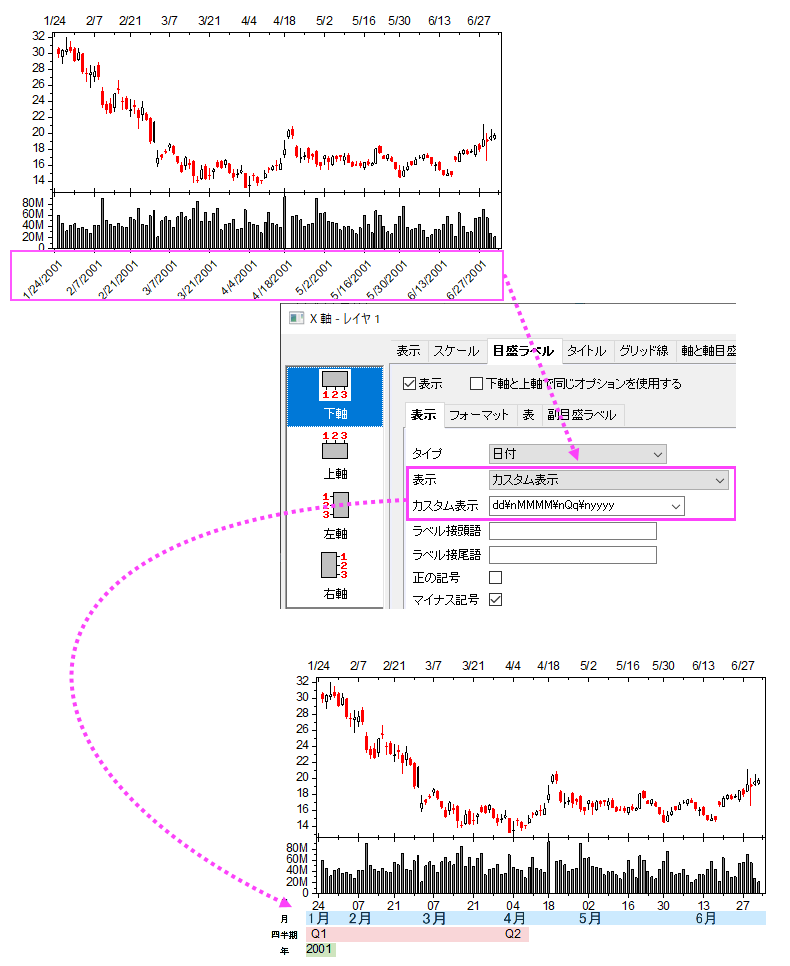 1/24 2/7 2/21 3/7 3/21 4/4 4/18 5/2 5/16 5/30 6/13 6/27
32
30
28
26
24
22
20
18
16
14
80M
60M
40M
20M
0
1/24/2001 2/7/2001 2/21/2001 3/7/2001 3/21/2001 4/4/2001 4/18/2001 5/2/2001 5/16/2001 5/30/2001 6/13/2001 6/27/2001
X 軸 - レイヤ 1
表示 スケール 目盛ラベル タイトル グリッド線 軸と軸目盛
123
下軸
123
上軸
1
2
3
左軸
1
2
3
右軸
表示 下軸と上軸で同じオプションを使用する
表示 フォーマット 表 副目盛ラベル
タイプ 日付
表示 カスタム表示
カスタム表示 dd¥nMMMM¥nQq¥nyyyy
ラベル接頭語
ラベル接尾語
正の記号
マイナス記号
1/24 2/7 2/21 3/7 3/21 4/4 4/18 5/2 5/16 5/30 6/13 6/27
32
30
28
26
24
22
20
18
16
14
80M
60M
40M
20M
0
24 07 21 07 21 04 18 02 16 30 13 27
月 1月 2月 3月 4月 5月 6月
四半期 Q1 Q2
年 2001